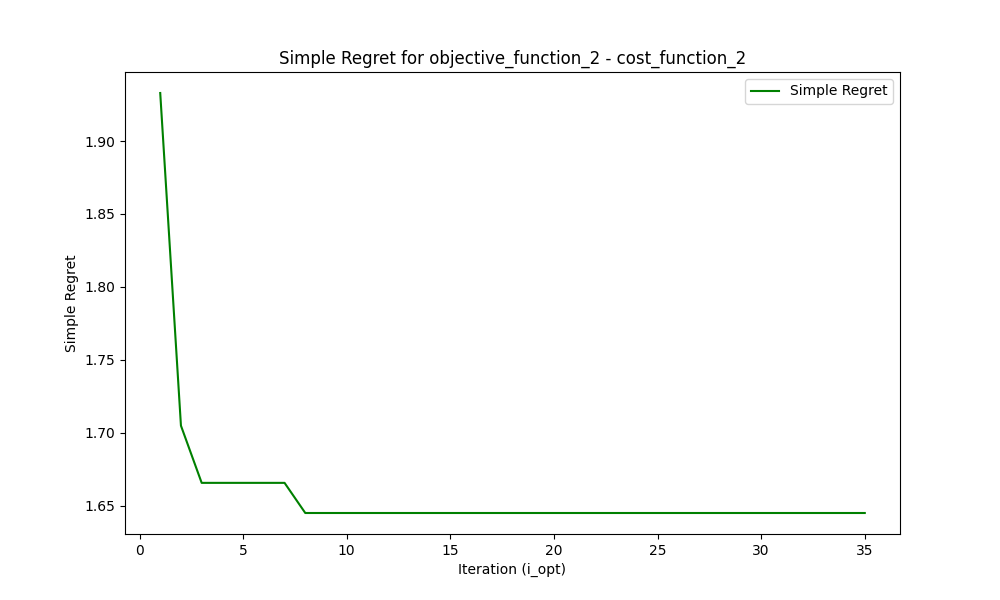 Simple Regret for objective_function_2 - cost_function_2
Simple Regret
1.90
1.85
1.80
1.75
1.70
1.65
Simple Regret
0 5 10 15 20 25 30 35
Iteration (i_opt)